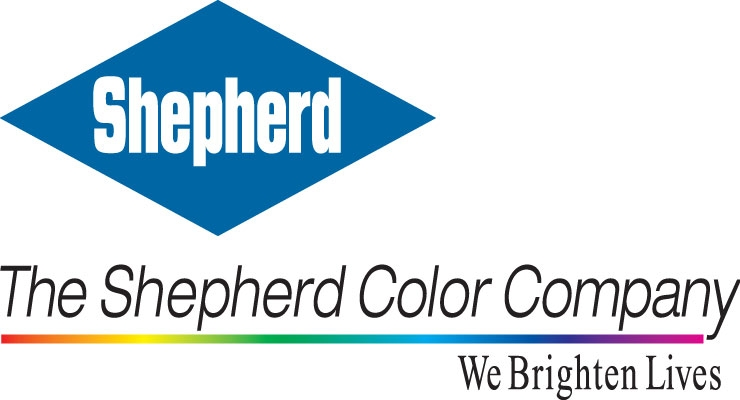 Shepherd
The Shepherd Color Company
We Brighten Lives